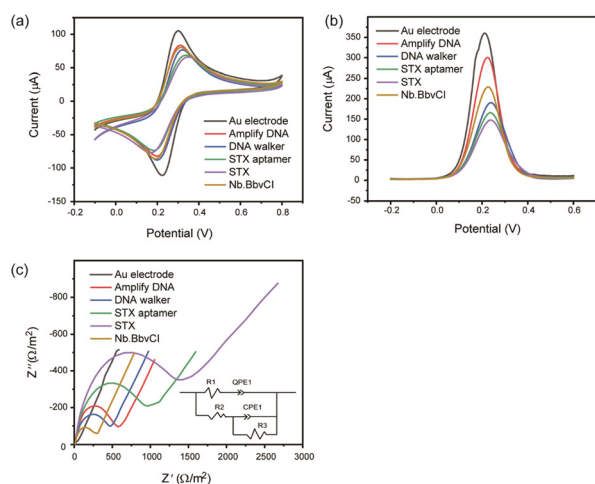 (a)
100
50
0
-50
-100
-150
Current (μA)
-0.2 0.0 0.2 0.4 0.6 0.8
Potential (V)
Au electrode
Amplify DNA
DNA walker
STX aptamer
STX
Nb.BbvCI
(b)
400
350
300
250
200
150
100
50
0
-50
Current (μA)
-0.2 0.0 0.2 0.4 0.6
Potential (V)
Au electrode
Amplify DNA
DNA walker
STX aptamer
STX
Nb.BbvCI
(c)
-800
-600
-400
-200
0
Z''(Ω/m²)
0 500 1000 1500 2000 2500 3000
Z' (Ω/m²)
Au electrode
Amplify DNA
DNA walker
STX aptamer
STX
Nb.BbvCI
R1 QPE1
R2 CPE1
R3